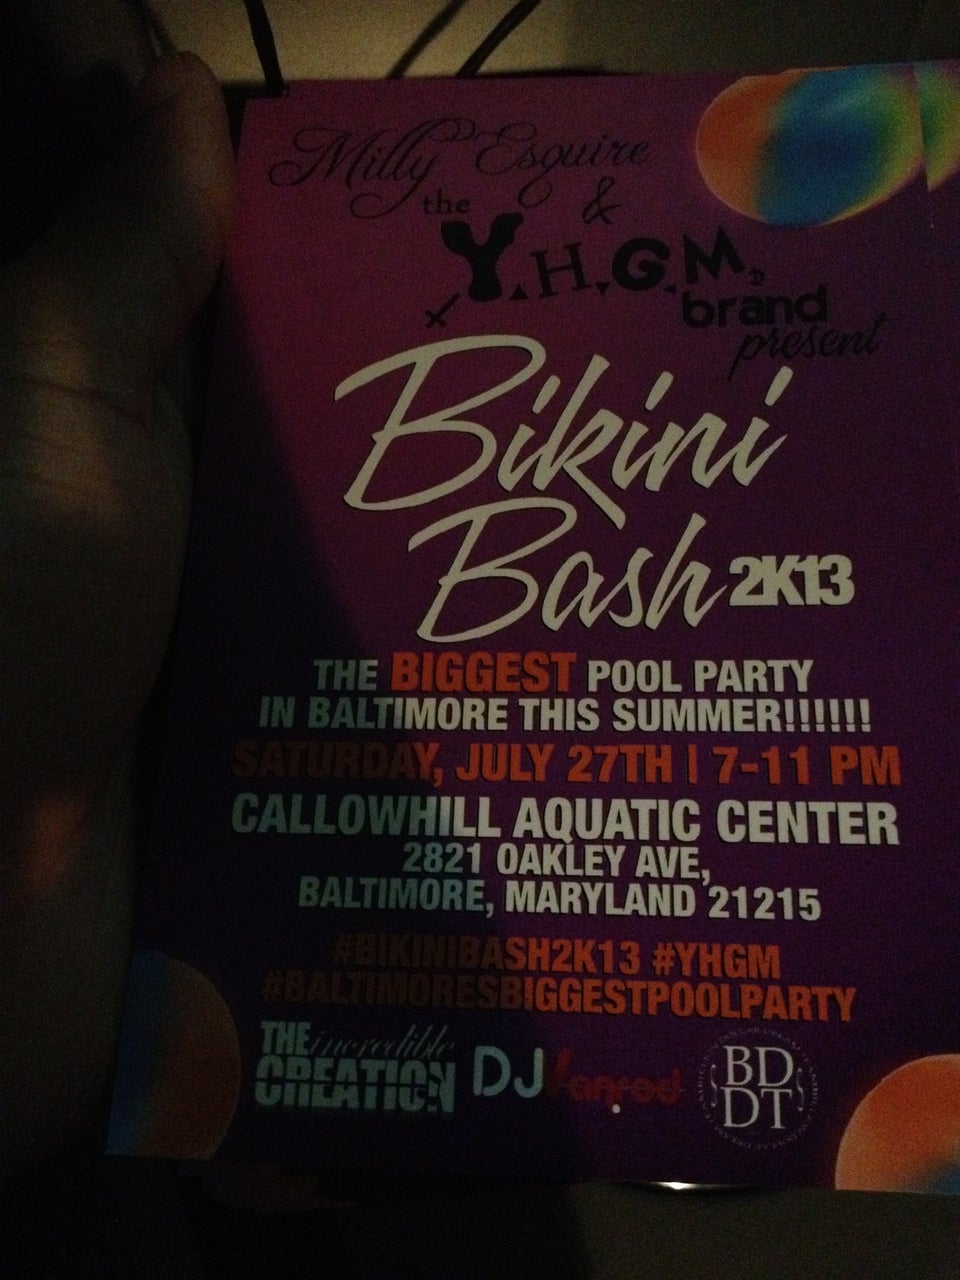 Milly Esquire
the &
Y.H.G.M.
brand
present
Bikini
Bash 2K13
THE BIGGEST POOL PARTY
IN BALTIMORE THIS SUMMER!!!!!!
SATURDAY, JULY 27TH | 7-11 PM
CALLOWHILL AQUATIC CENTER
2821 OAKLEY AVE,
BALTIMORE, MARYLAND 21215
#BIKINIBASH2K13 #YHGM
#BALTIMORESBIGGESTPOOLPARTY
THE incredible
CREATION
DJ
BD
DT